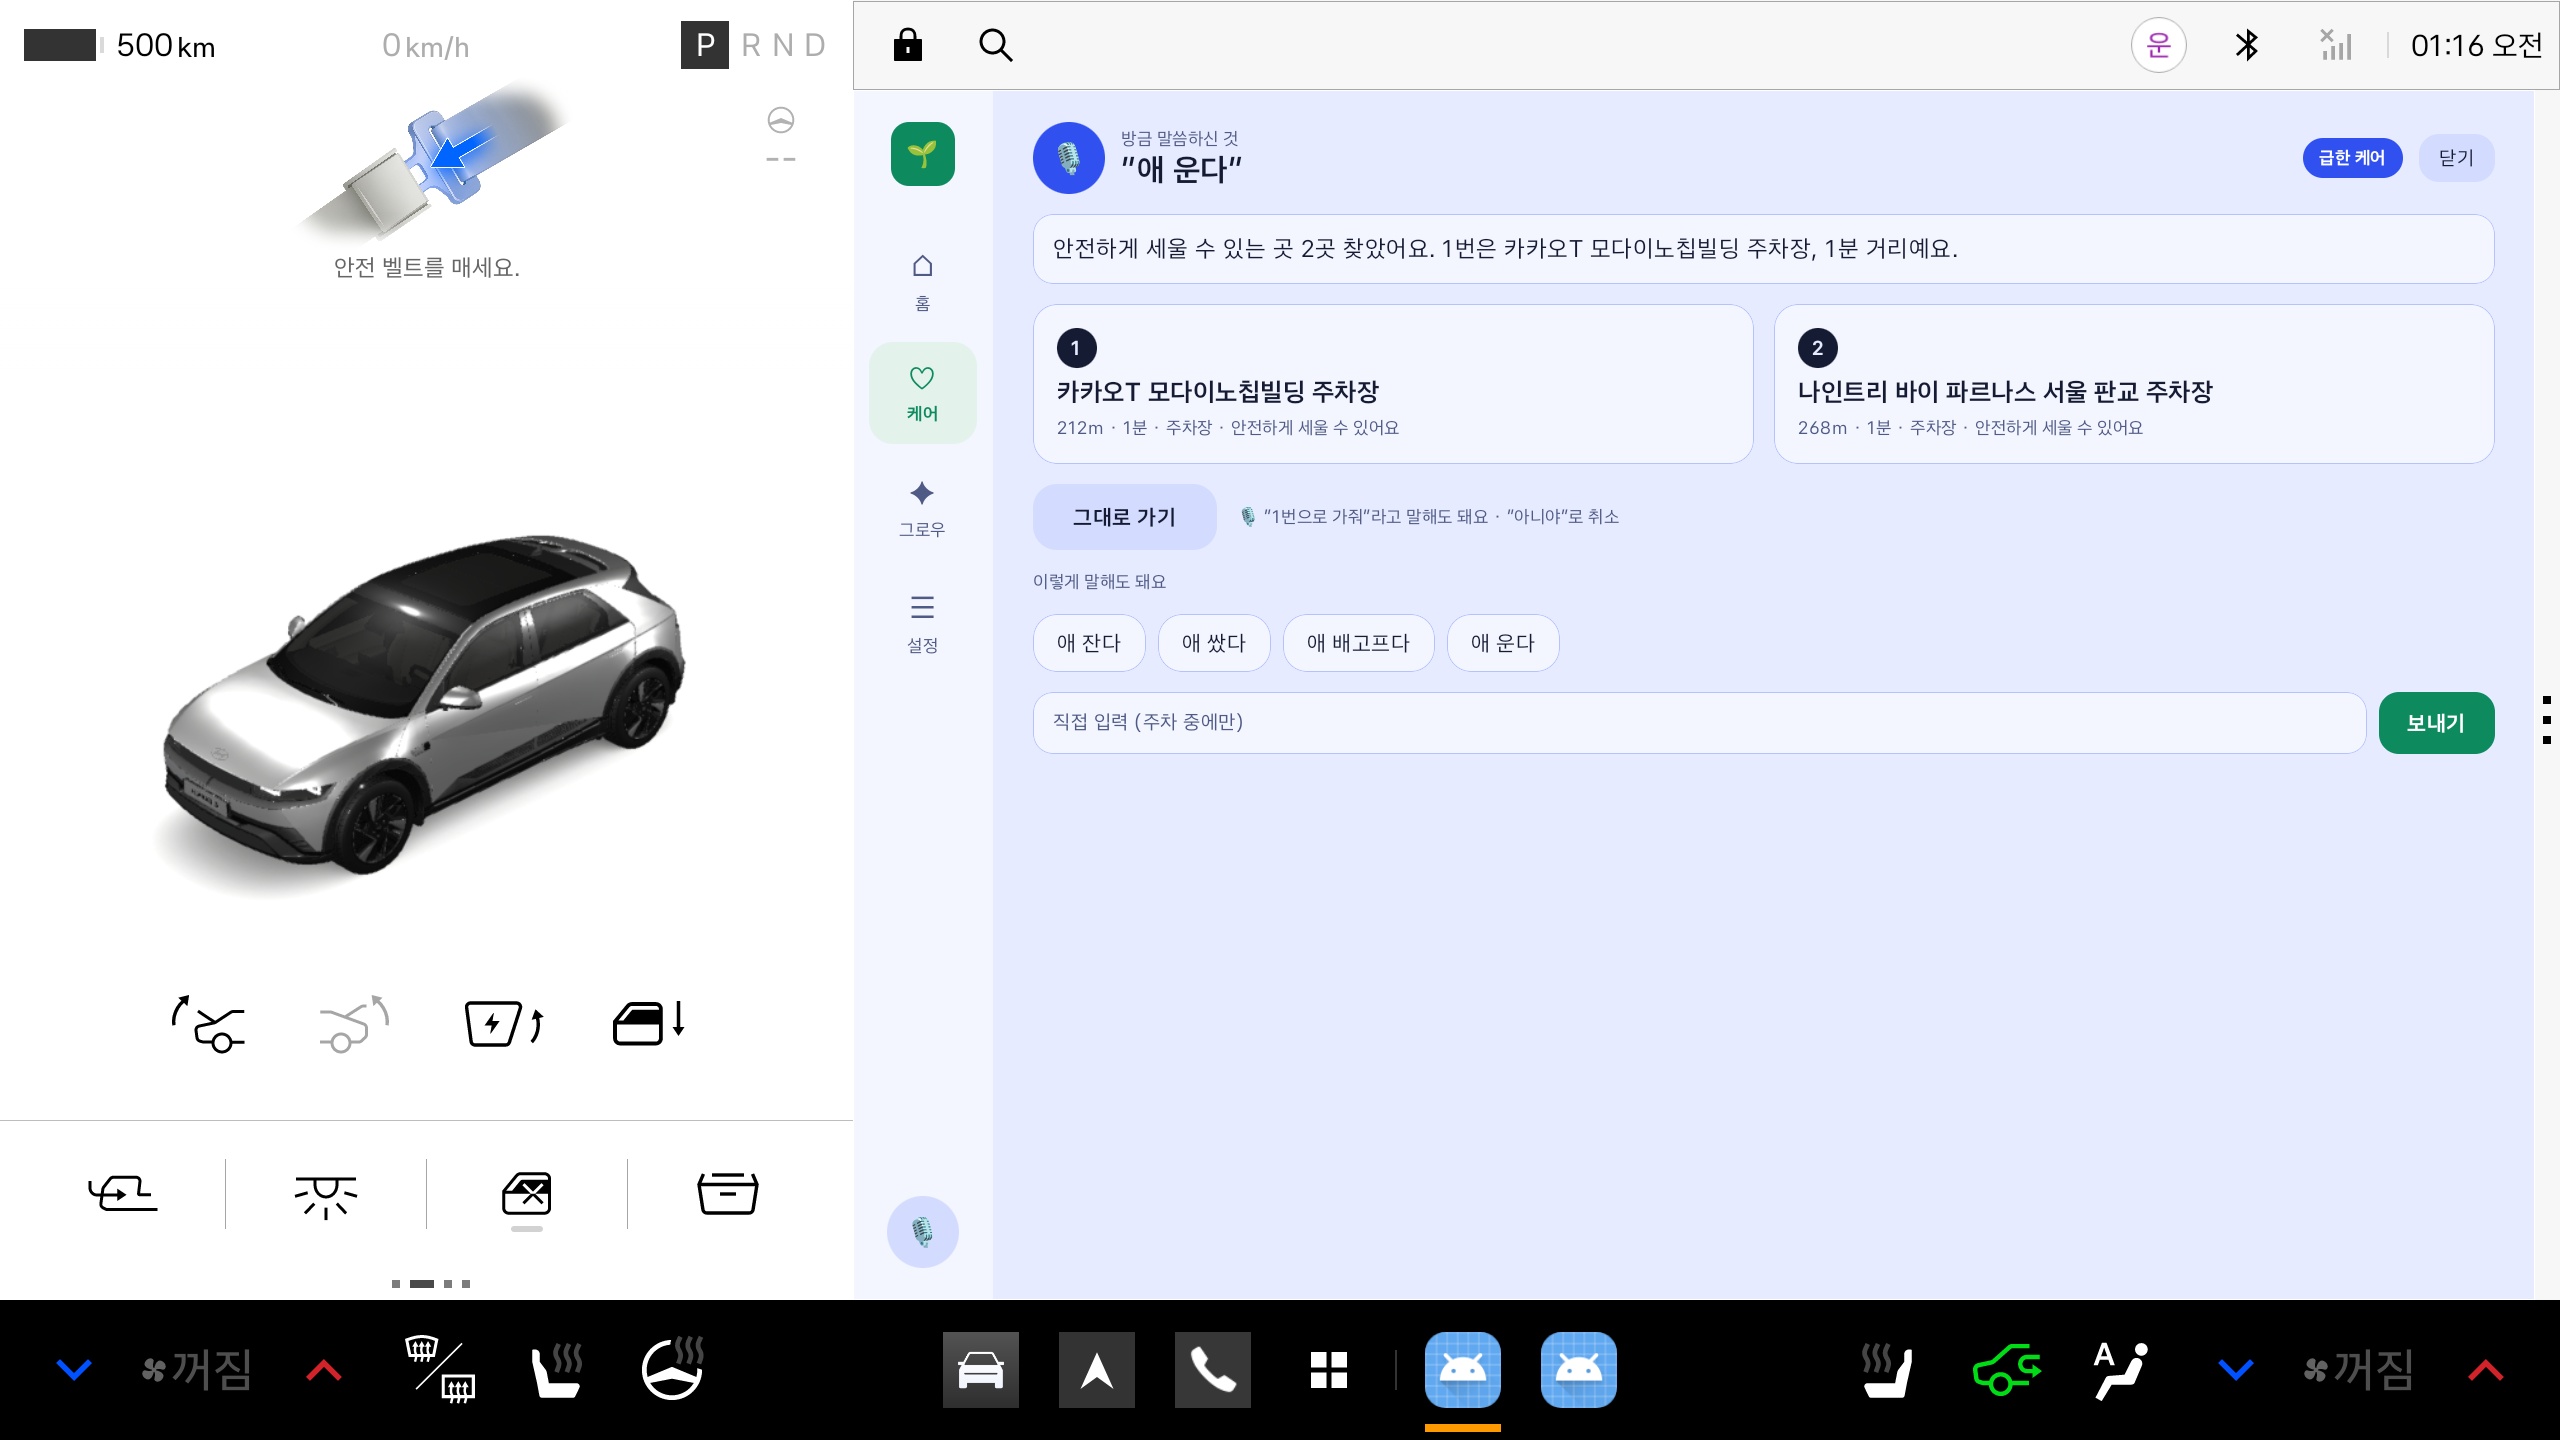 500 km
0 km/h
P R N D
안전 벨트를 매세요.
운
01:16 오전
홈
케어
그로우
설정
방금 말씀하신 것
"애 운다"
급한 케어
닫기
안전하게 세울 수 있는 곳 2곳 찾았어요. 1번은 카카오T 모다이노칩빌딩 주차장, 1분 거리예요.
1
카카오T 모다이노칩빌딩 주차장
212m · 1분 · 주차장 · 안전하게 세울 수 있어요
2
나인트리 바이 파르나스 서울 판교 주차장
268m · 1분 · 주차장 · 안전하게 세울 수 있어요
그대로 가기
"1번으로 가줘"라고 말해도 돼요 · "아니야"로 취소
이렇게 말해도 돼요
애 잔다
애 쌌다
애 배고프다
애 운다
직접 입력 (주차 중에만)
보내기
꺼짐
A
꺼짐